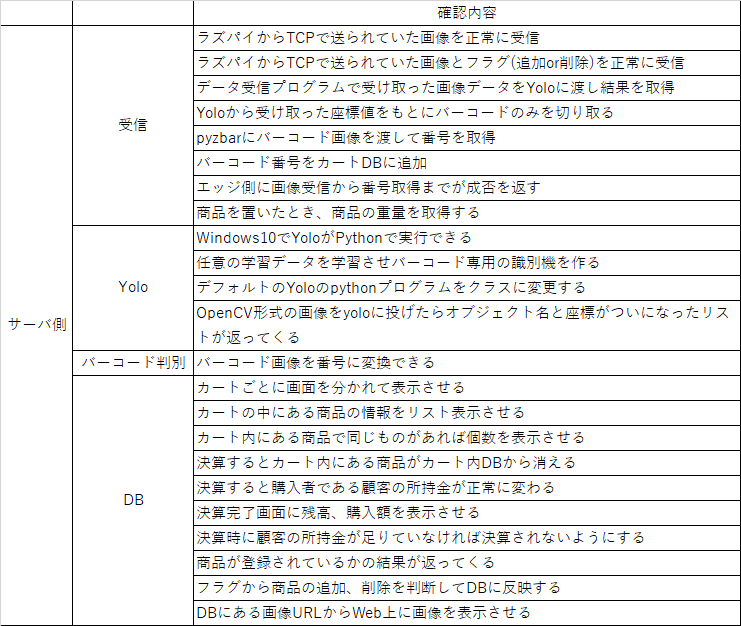 確認内容
サーバ側
受信
ラズパイからTCPで送られていた画像を正常に受信
ラズパイからTCPで送られていた画像とフラグ(追加or削除)を正常に受信
データ受信プログラムで受け取った画像データをYoloに渡し結果を取得
Yoloから受け取った座標値をもとにバーコードのみを切り取る
pyzbarにバーコード画像を渡して番号を取得
バーコード番号をカートDBに追加
エッジ側に画像受信から番号取得までが成否を返す
商品を置いたとき、商品の重量を取得する
Yolo
Windows10でYoloがPythonで実行できる
任意の学習データを学習させバーコード専用の識別機を作る
デフォルトのYoloのpythonプログラムをクラスに変更する
OpenCV形式の画像をyoloに投げたらオブジェクト名と座標がついになったリス
トが返ってくる
バーコード判別
バーコード画像を番号に変換できる
DB
カートごとに画面を分かれて表示させる
カートの中にある商品の情報をリスト表示させる
カート内にある商品で同じものがあれば個数を表示させる
決算するとカート内にある商品がカート内DBから消える
決算すると購入者である顧客の所持金が正常に変わる
決算完了画面に残高、購入額を表示させる
決算時に顧客の所持金が足りていなければ決算されないようにする
商品が登録されているかの結果が返ってくる
フラグから商品の追加、削除を判断してDBに反映する
DBにある画像URLからWeb上に画像を表示させる